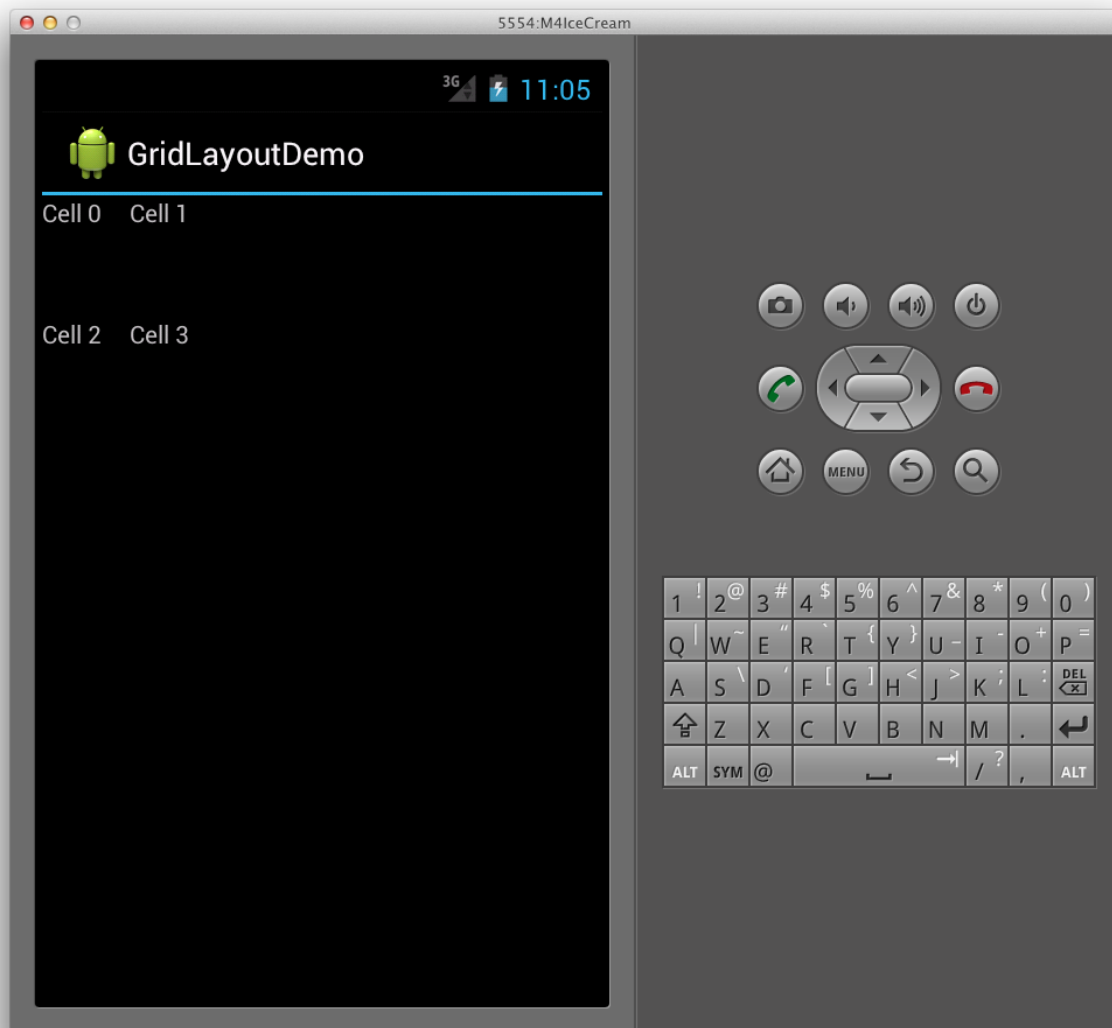 5554:M4IceCream
3G 11:05
GridLayoutDemo
Cell 0 Cell 1
Cell 2 Cell 3
MENU
1 ! 2 @ 3 # 4 $ 5 % 6 ^ 7 & 8 * 9 ( 0 )
Q | W ~ E “ R ` T { Y } U _ I - O + P =
A S \ D ‘ F [ G ] H < J > K ; L : DEL
Z X C V B N M .
ALT SYM @ / ? , ALT